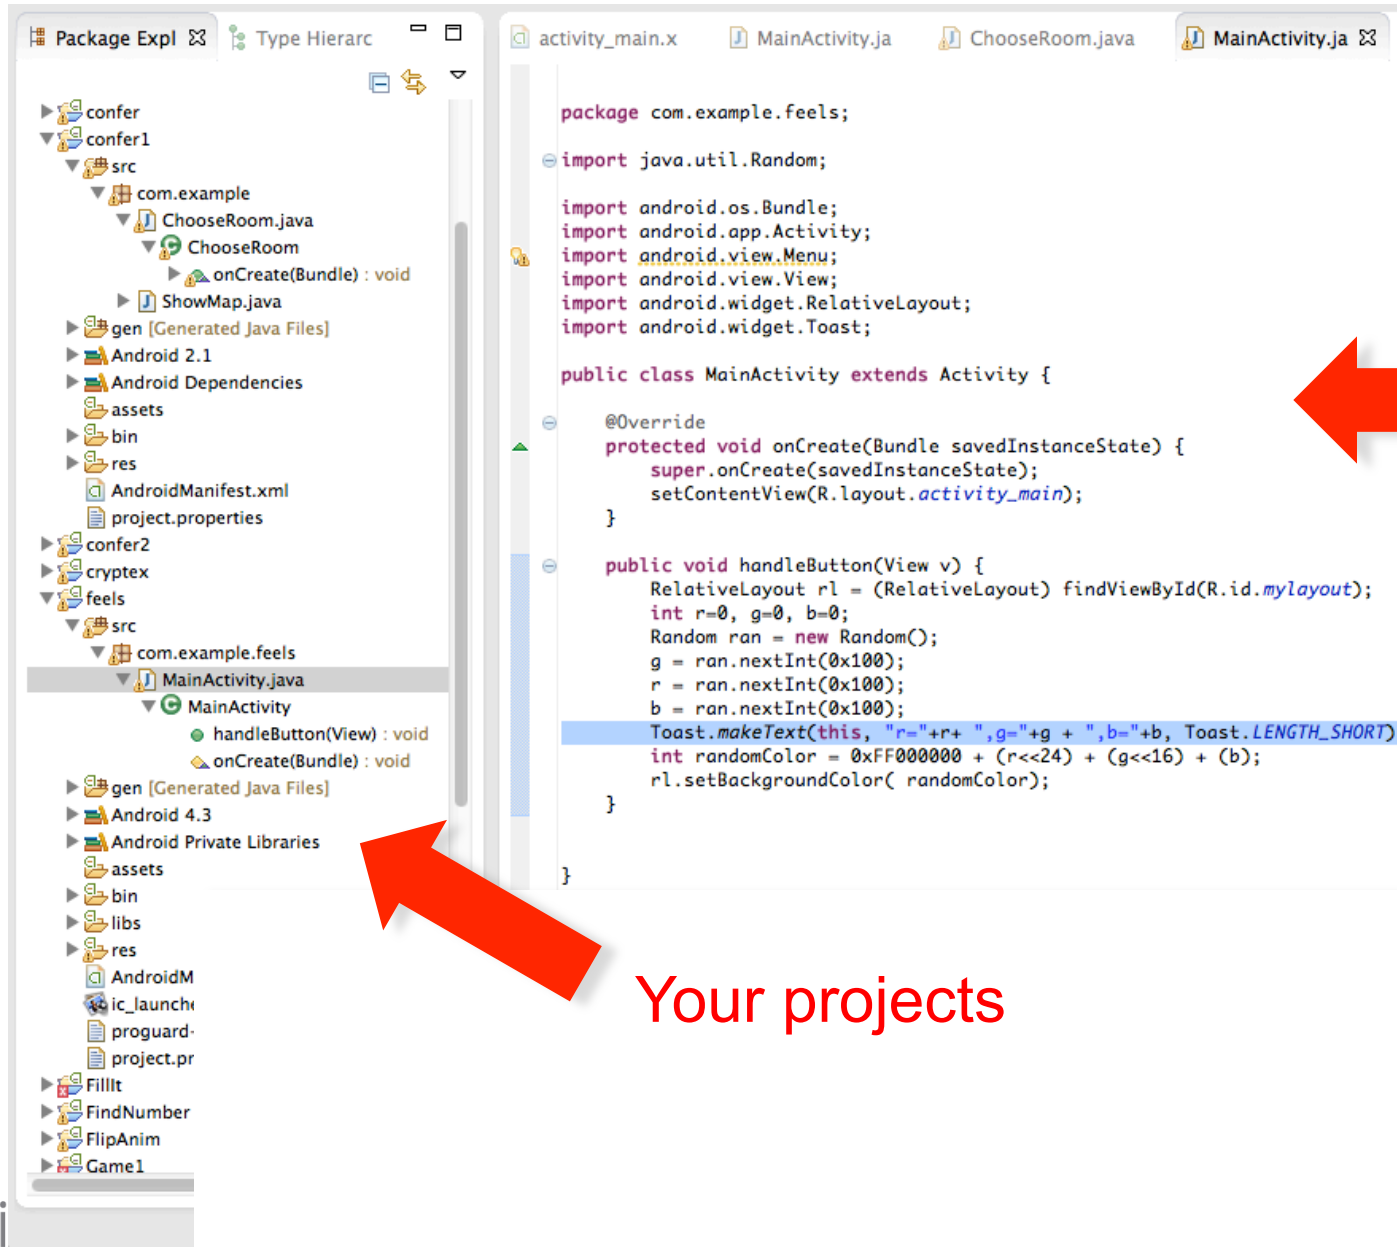 Package Expl
Type Hierarc
confer
confer1
src
com.example
ChooseRoom.java
ChooseRoom
onCreate(Bundle) : void
ShowMap.java
gen [Generated Java Files]
Android 2.1
Android Dependencies
assets
bin
res
AndroidManifest.xml
project.properties
confer2
cryptex
feels
src
com.example.feels
MainActivity.java
MainActivity
handleButton(View) : void
onCreate(Bundle) : void
gen [Generated Java Files]
Android 4.3
Android Private Libraries
assets
bin
libs
res
AndroidM
ic_launche
proguard-
project.pr
FillIt
FindNumber
FlipAnim
Game1
activity_main.x MainActivity.ja ChooseRoom.java MainActivity.ja
package com.example.feels;
import java.util.Random;
import android.os.Bundle;
import android.app.Activity;
import android.view.Menu;
import android.view.View;
import android.widget.RelativeLayout;
import android.widget.Toast;
public class MainActivity extends Activity {
@Override
protected void onCreate(Bundle savedInstanceState) {
super.onCreate(savedInstanceState);
setContentView(R.layout.activity_main);
}
public void handleButton(View v) {
RelativeLayout rl = (RelativeLayout) findViewById(R.id.mylayout);
int r=0, g=0, b=0;
Random ran = new Random();
g = ran.nextInt(0x100);
r = ran.nextInt(0x100);
b = ran.nextInt(0x100);
Toast.makeText(this, "r="+r+ ",g="+g + ",b="+b, Toast.LENGTH_SHORT)
int randomColor = 0xFF000000 + (r<<24) + (g<<16) + (b);
rl.setBackgroundColor( randomColor);
}
}
Your projects